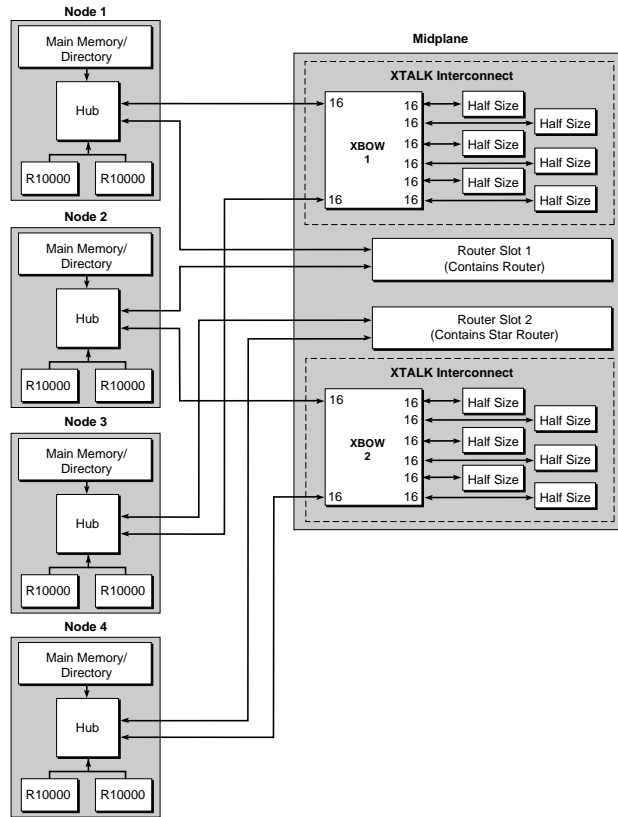 Node 1
Main Memory/
Directory
Hub
R10000
R10000
Node 2
Main Memory/
Directory
Hub
R10000
R10000
Node 3
Main Memory/
Directory
Hub
R10000
R10000
Node 4
Main Memory/
Directory
Hub
R10000
R10000
Midplane
XTALK Interconnect
16
16
XBOW
1
16
16
16
16
16
16
Half Size
Half Size
Half Size
Half Size
Half Size
Half Size
Router Slot 1
(Contains Router)
Router Slot 2
(Contains Star Router)
XTALK Interconnect
16
16
XBOW
2
16
16
16
16
16
16
Half Size
Half Size
Half Size
Half Size
Half Size
Half Size